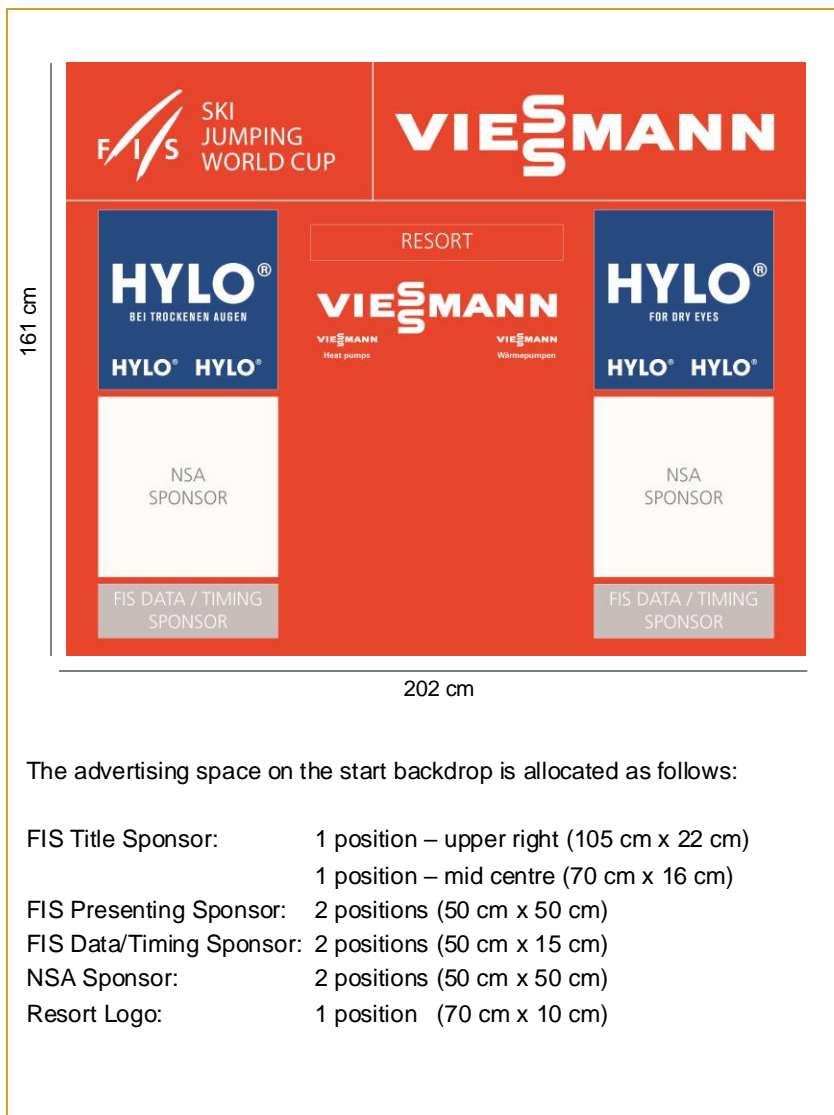 SKI
JUMPING
WORLD CUP
F I S
VIESSMANN
HYLO®
BEI TROCKENEN AUGEN
HYLO® HYLO®
RESORT
VIESSMANN
VIESSMANN
Heat pumps
VIESSMANN
Wärmepumpen
HYLO®
FOR DRY EYES
HYLO® HYLO®
NSA
SPONSOR
NSA
SPONSOR
FIS DATA / TIMING
SPONSOR
FIS DATA / TIMING
SPONSOR
161 cm
202 cm
The advertising space on the start backdrop is allocated as follows:
FIS Title Sponsor: 1 position – upper right (105 cm x 22 cm)
1 position – mid centre (70 cm x 16 cm)
FIS Presenting Sponsor: 2 positions (50 cm x 50 cm)
FIS Data/Timing Sponsor: 2 positions (50 cm x 15 cm)
NSA Sponsor: 2 positions (50 cm x 50 cm)
Resort Logo: 1 position (70 cm x 10 cm)